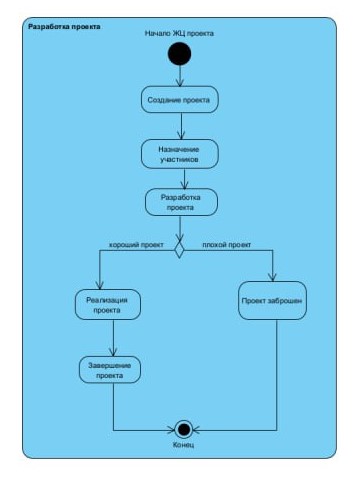 Разработка проекта
Начало ЖЦ проекта
Создание проекта
Назначение
участников
Разработка
проекта
хороший проект
плохой проект
Реализация
проекта
Проект заброшен
Завершение
проекта
Конец